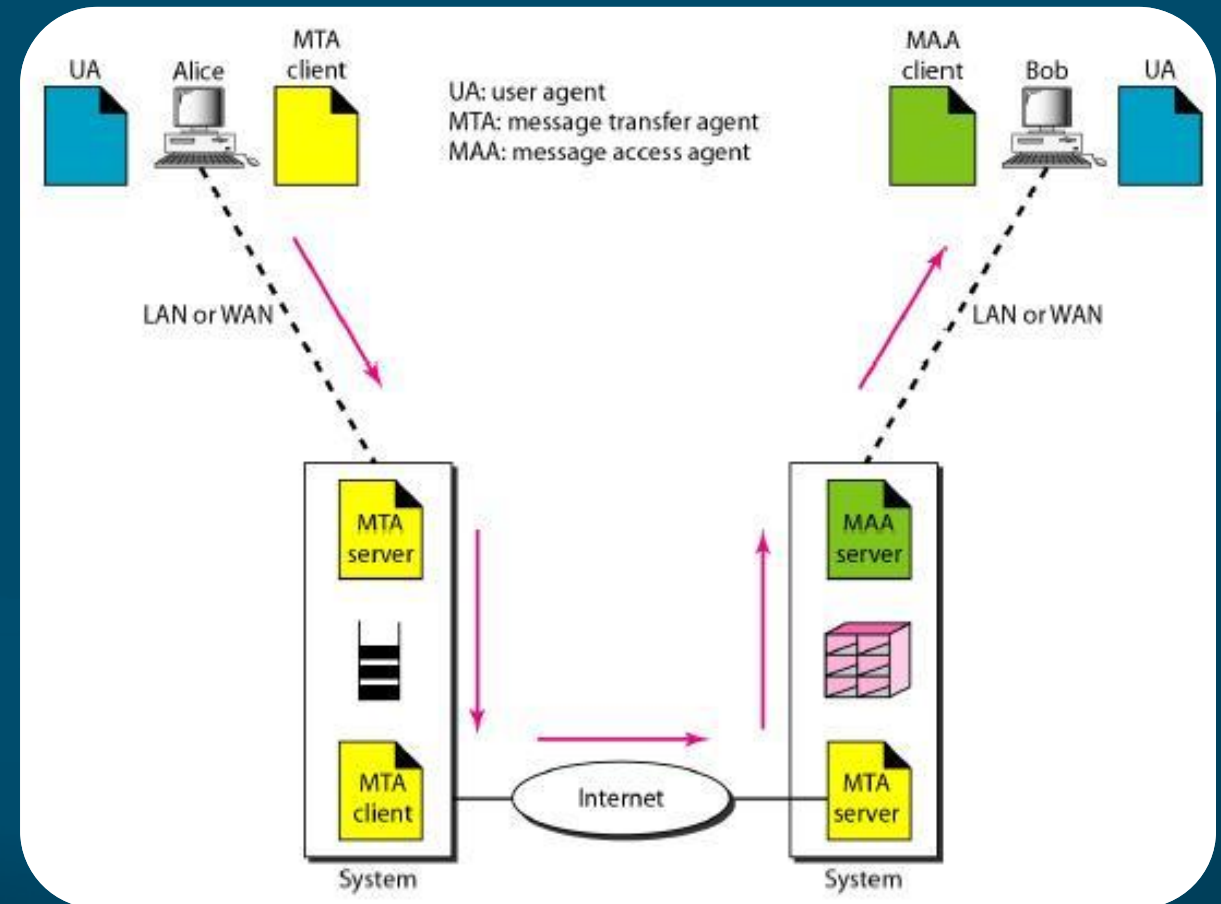 UA
Alice
MTA
client
UA: user agent
MTA: message transfer agent
MAA: message access agent
MAA
client
Bob
UA
LAN or WAN
LAN or WAN
MTA
server
MAA
server
MTA
client
Internet
MTA
server
System
System